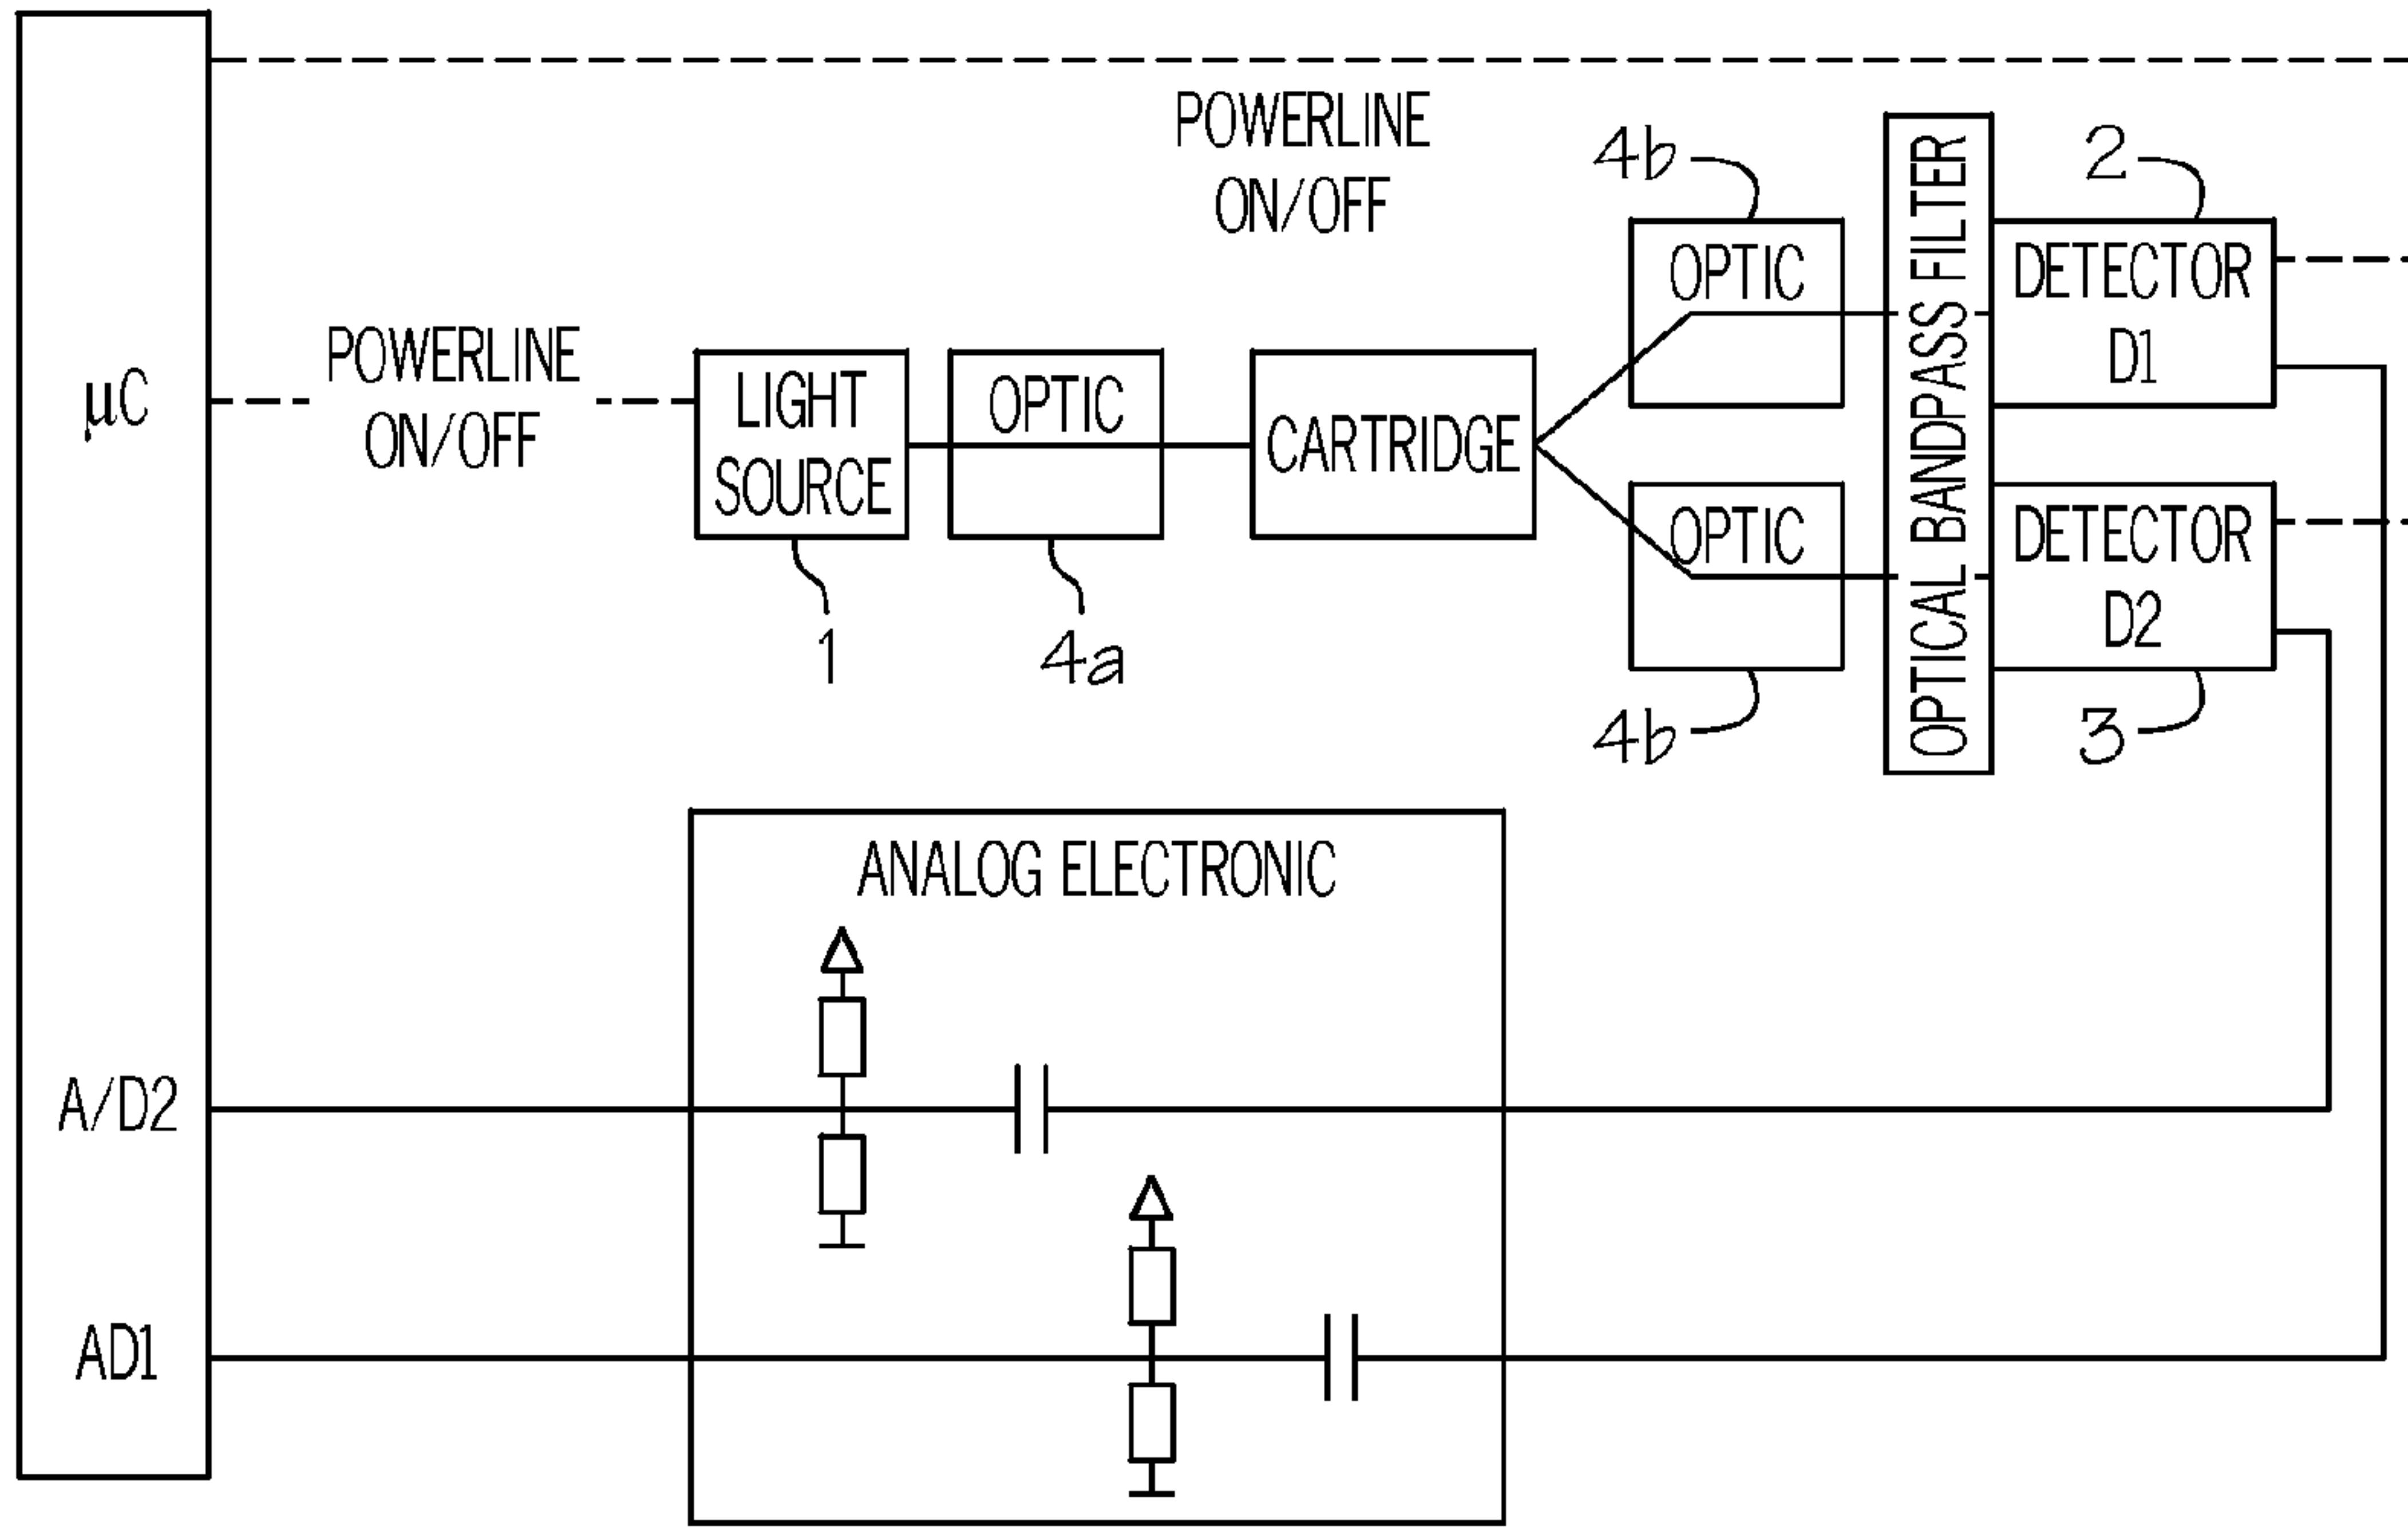 POWERLINE
ON/OFF
4b
2
OPTIC
DETECTOR
D1
OPTICAL BANDPASS FILTER
µC
POWERLINE
ON/OFF
LIGHT
SOURCE
OPTIC
CARTRIDGE
OPTIC
DETECTOR
D2
1
4a
4b
3
ANALOG ELECTRONIC
A/D2
AD1